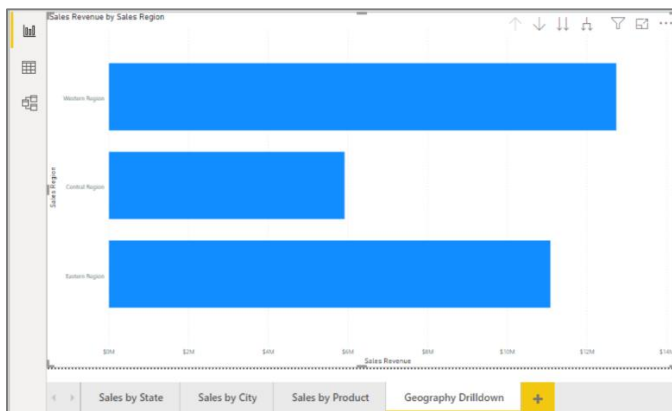 Sales Revenue by Sales Region
Western Region
Central Region
Eastern Region
Sales Region
$0M $2M $4M $6M $8M $10M $12M $14M
Sales Revenue
Sales by State Sales by City Sales by Product Geography Drilldown +